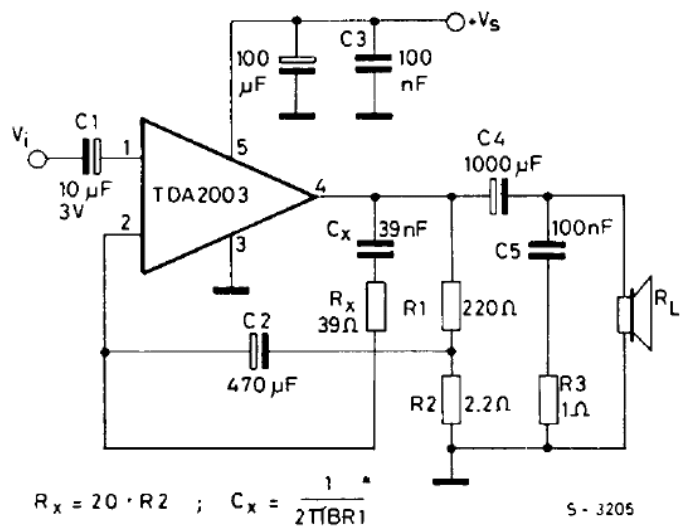 +Vs
C3
100
μF
100
nF
Vi
C1
1
5
10 μF
3V
TDA2003
4
2
3
C4
1000 μF
Cx
39nF
100nF
C5
Rx
39Ω
R1
220Ω
RL
C2
470 μF
R2
2.2Ω
R3
1Ω
Rx = 20 · R2 ; Cx = 1 / 2πBR1 *
S - 3205